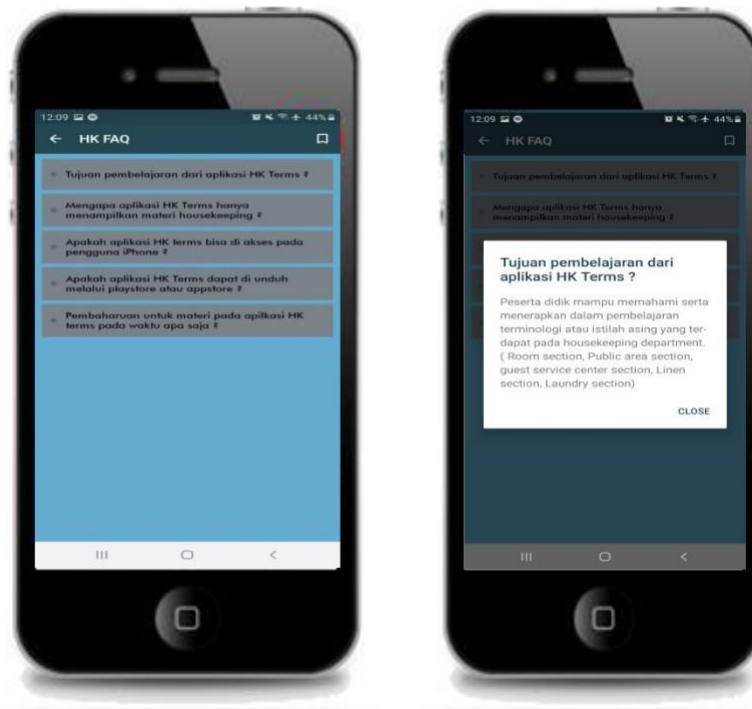 12:09 44%
HK FAQ
Tujuan pembelajaran dari aplikasi HK Terms ?
Mengapa aplikasi HK Terms hanya
menampilkan materi housekeeping ?
Apakah aplikasi HK terms bisa di akses pada
pengguna iPhone ?
Apakah aplikasi HK Terms dapat di unduh
melalui playstore atau appstore ?
Pembaharuan untuk materi pada apilkasi HK
terms pada waktu apa saja ?
12:09 44%
HK FAQ
Tujuan pembelajaran dari aplikasi HK Terms ?
Mengapa aplikasi HK Terms hanya
menampilkan materi housekeeping ?
Tujuan pembelajaran dari
aplikasi HK Terms ?
Peserta didik mampu memahami serta
menerapkan dalam pembelajaran
terminologi atau istilah asing yang ter-
dapat pada housekeeping department.
( Room section, Public area section,
guest service center section, Linen
section, Laundry section)
CLOSE